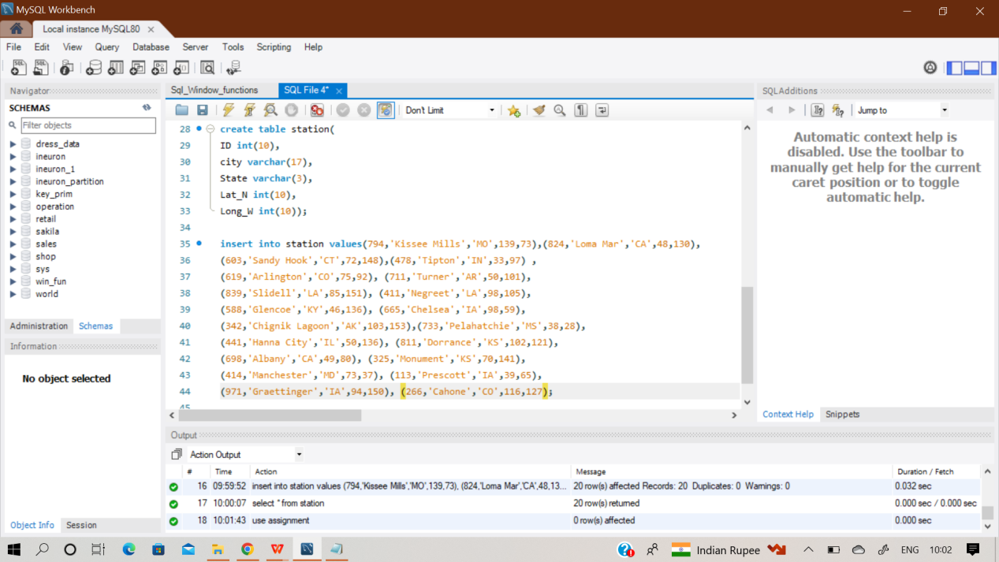 MySQL Workbench
Local instance MySQL80
File Edit View Query Database Server Tools Scripting Help
Navigator
SCHEMAS
Filter objects
dress_data
ineuron
ineuron_1
ineuron_partition
key_prim
operation
retail
sakila
sales
shop
sys
win_fun
world
Administration Schemas
Information
No object selected
Object Info Session
Sql_Window_functions SQL File 4*
Don't Limit
28 create table station(
29 ID int(10),
30 city varchar(17),
31 State varchar(3),
32 Lat_N int(10),
33 Long_W int(10));
34
35 insert into station values(794,'Kissee Mills','MO',139,73),(824,'Loma Mar','CA',48,130),
36 (603,'Sandy Hook','CT',72,148),(478,'Tipton','IN',33,97) ,
37 (619,'Arlington','CO',75,92), (711,'Turner','AR',50,101),
38 (839,'Slidell','LA',85,151), (411,'Negreet','LA',98,105),
39 (588,'Glencoe','KY',46,136), (665,'Chelsea','IA',98,59),
40 (342,'Chignik Lagoon','AK',103,153),(733,'Pelahatchie','MS',38,28),
41 (441,'Hanna City','IL',50,136), (811,'Dorrance','KS',102,121),
42 (698,'Albany','CA',49,80), (325,'Monument','KS',70,141),
43 (414,'Manchester','MD',73,37), (113,'Prescott','IA',39,65),
44 (971,'Graettinger','IA',94,150), (266,'Cahone','CO',116,127);
45
SQLAdditions
Jump to
Automatic context help is
disabled. Use the toolbar to
manually get help for the current
caret position or to toggle
automatic help.
Context Help Snippets
Output
Action Output
# Time Action Message Duration / Fetch
16 09:59:52 insert into station values (794,'Kissee Mills','MO',139,73), (824,'Loma Mar','CA',48,13... 20 row(s) affected Records: 20 Duplicates: 0 Warnings: 0 0.032 sec
17 10:00:07 select * from station 20 row(s) returned 0.000 sec / 0.000 sec
18 10:01:43 use assignment 0 row(s) affected 0.000 sec
Indian Rupee ENG 10:02